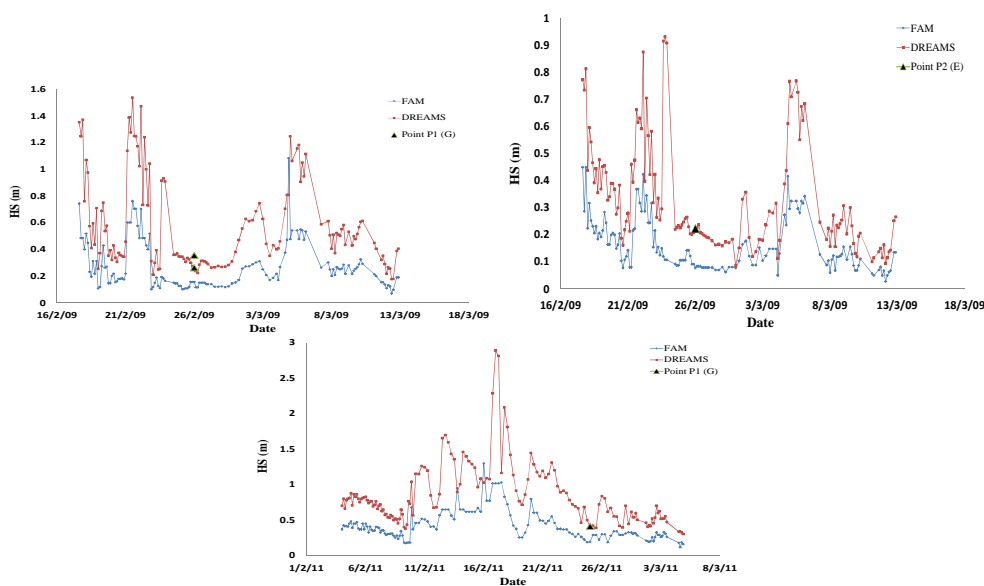 1.6
1.4
1.2
1
0.8
0.6
0.4
0.2
0
HS (m)
FAM
DREAMS
Point P1 (G)
16/2/09 21/2/09 26/2/09 3/3/09 8/3/09 13/3/09 18/3/09
Date
1
0.9
0.8
0.7
0.6
0.5
0.4
0.3
0.2
0.1
0
HS (m)
FAM
DREAMS
Point P2 (E)
16/2/09 21/2/09 26/2/09 3/3/09 8/3/09 13/3/09 18/3/09
Date
3
2.5
2
1.5
1
0.5
0
HS (m)
FAM
DREAMS
Point P1 (G)
1/2/11 6/2/11 11/2/11 16/2/11 21/2/11 26/2/11 3/3/11 8/3/11
Date